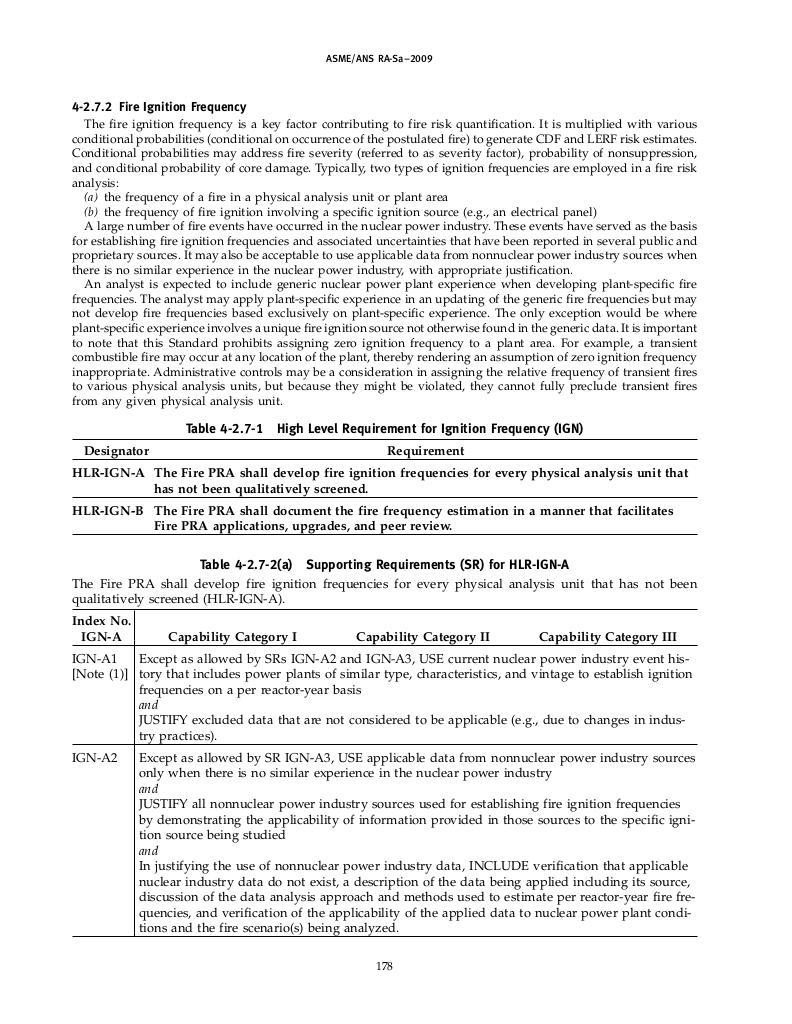 ASME/ANS RA-Sa–2009
4-2.7.2 Fire Ignition Frequency
The fire ignition frequency is a key factor contributing to fire risk quantification. It is multiplied with various
conditional probabilities (conditional on occurrence of the postulated fire) to generate CDF and LERF risk estimates.
Conditional probabilities may address fire severity (referred to as severity factor), probability of nonsuppression,
and conditional probability of core damage. Typically, two types of ignition frequencies are employed in a fire risk
analysis:
(a) the frequency of a fire in a physical analysis unit or plant area
(b) the frequency of fire ignition involving a specific ignition source (e.g., an electrical panel)
A large number of fire events have occurred in the nuclear power industry. These events have served as the basis
for establishing fire ignition frequencies and associated uncertainties that have been reported in several public and
proprietary sources. It may also be acceptable to use applicable data from nonnuclear power industry sources when
there is no similar experience in the nuclear power industry, with appropriate justification.
An analyst is expected to include generic nuclear power plant experience when developing plant-specific fire
frequencies. The analyst may apply plant-specific experience in an updating of the generic fire frequencies but may
not develop fire frequencies based exclusively on plant-specific experience. The only exception would be where
plant-specific experience involves a unique fire ignition source not otherwise found in the generic data. It is important
to note that this Standard prohibits assigning zero ignition frequency to a plant area. For example, a transient
combustible fire may occur at any location of the plant, thereby rendering an assumption of zero ignition frequency
inappropriate. Administrative controls may be a consideration in assigning the relative frequency of transient fires
to various physical analysis units, but because they might be violated, they cannot fully preclude transient fires
from any given physical analysis unit.
Table 4-2.7-1 High Level Requirement for Ignition Frequency (IGN)
Designator Requirement
HLR-IGN-A The Fire PRA shall develop fire ignition frequencies for every physical analysis unit that
has not been qualitatively screened.
HLR-IGN-B The Fire PRA shall document the fire frequency estimation in a manner that facilitates
Fire PRA applications, upgrades, and peer review.
Table 4-2.7-2(a) Supporting Requirements (SR) for HLR-IGN-A
The Fire PRA shall develop fire ignition frequencies for every physical analysis unit that has not been
qualitatively screened (HLR-IGN-A).
Index No.
IGN-A Capability Category I Capability Category II Capability Category III
IGN-A1 Except as allowed by SRs IGN-A2 and IGN-A3, USE current nuclear power industry event his-
[Note (1)] tory that includes power plants of similar type, characteristics, and vintage to establish ignition
frequencies on a per reactor-year basis
and
JUSTIFY excluded data that are not considered to be applicable (e.g., due to changes in indus-
try practices).
IGN-A2 Except as allowed by SR IGN-A3, USE applicable data from nonnuclear power industry sources
only when there is no similar experience in the nuclear power industry
and
JUSTIFY all nonnuclear power industry sources used for establishing fire ignition frequencies
by demonstrating the applicability of information provided in those sources to the specific igni-
tion source being studied
and
In justifying the use of nonnuclear power industry data, INCLUDE verification that applicable
nuclear industry data do not exist, a description of the data being applied including its source,
discussion of the data analysis approach and methods used to estimate per reactor-year fire fre-
quencies, and verification of the applicability of the applied data to nuclear power plant condi-
tions and the fire scenario(s) being analyzed.
178